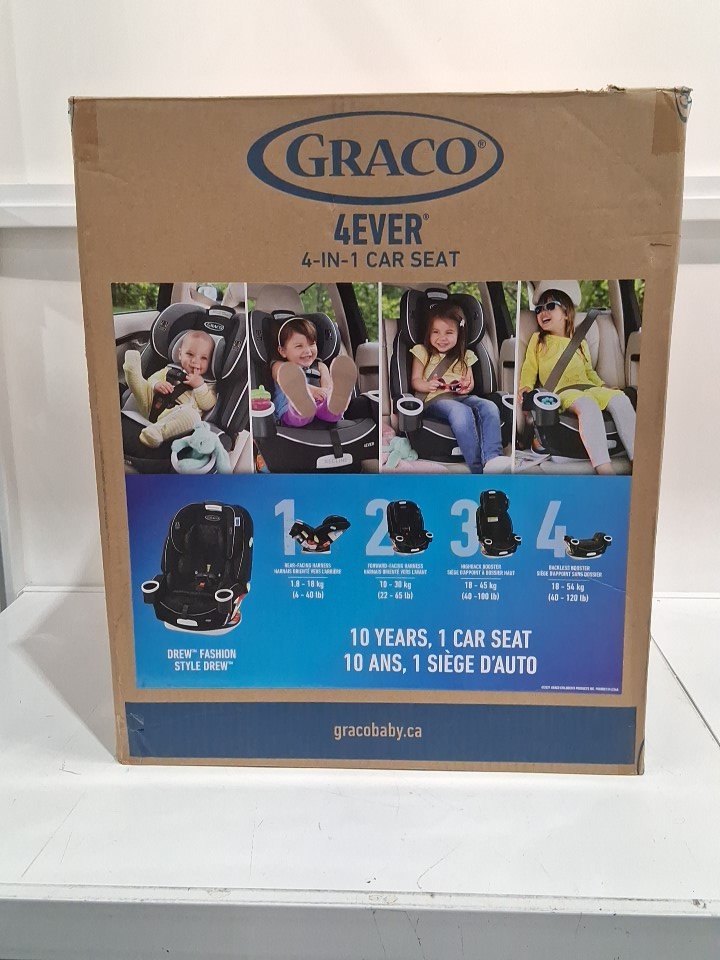 GRACO®
4EVER®
4-IN-1 CAR SEAT
GRACO
4EVER
GRACO
1
REAR-FACING HARNESS
HARNAIS ORIENTÉ VERS L'ARRIÈRE
1.8 - 18 kg
(4 - 40 lb)
2
FORWARD-FACING HARNESS
HARNAIS ORIENTÉ VERS L'AVANT
10 - 30 kg
(22 - 65 lb)
3
HIGHBACK BOOSTER
SIÈGE D'APPOINT À DOSSIER HAUT
18 - 45 kg
(40 - 100 lb)
4
BACKLESS BOOSTER
SIÈGE D'APPOINT SANS DOSSIER
18 - 54 kg
(40 - 120 lb)
DREW™ FASHION
STYLE DREW™
10 YEARS, 1 CAR SEAT
10 ANS, 1 SIÈGE D'AUTO
gracobaby.ca